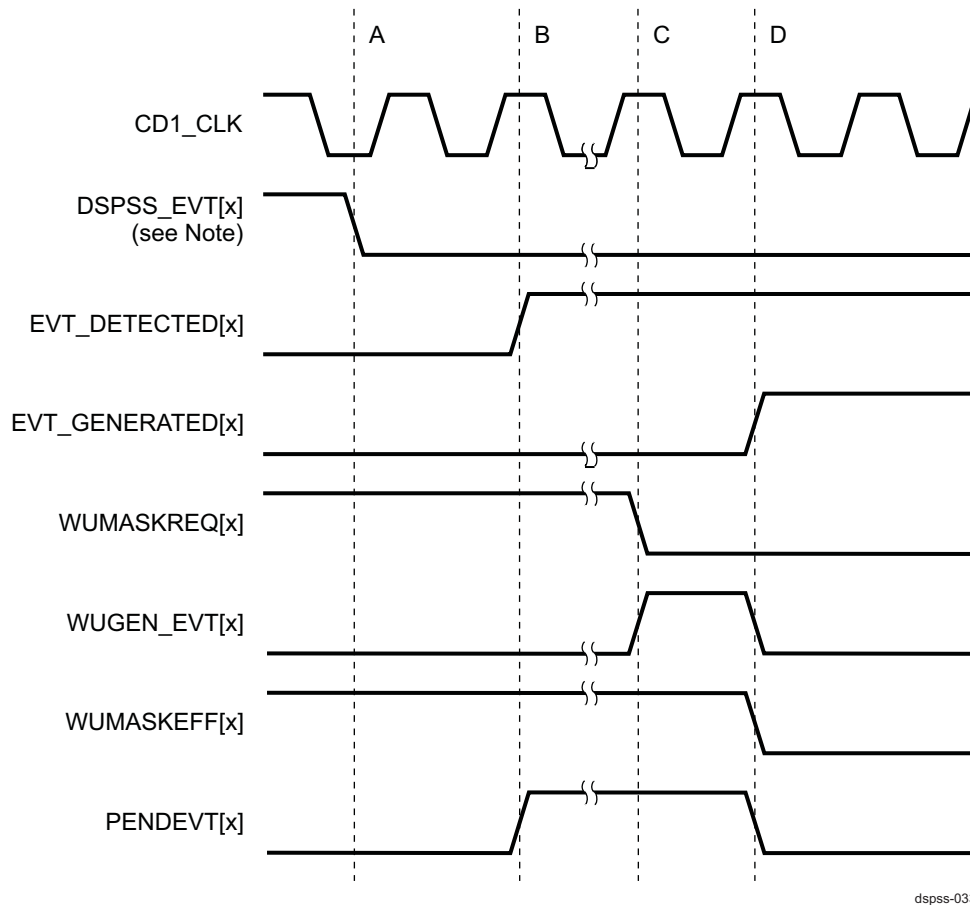 A B C D
CD1_CLK
DSPSS_EVT[x]
(see Note)
EVT_DETECTED[x]
EVT_GENERATED[x]
WUMASKREQ[x]
WUGEN_EVT[x]
WUMASKEFF[x]
PENDEVT[x]